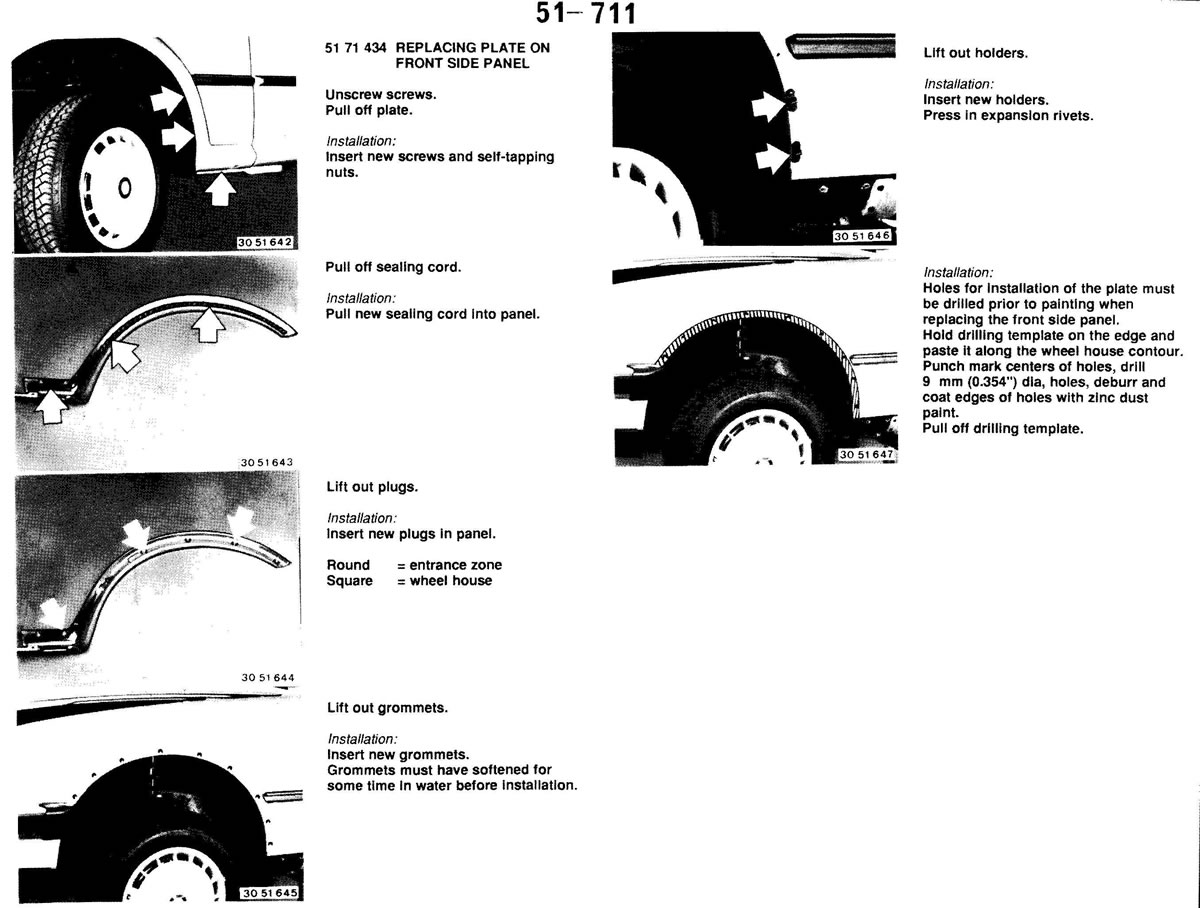 51–711
51 71 434 REPLACING PLATE ON
FRONT SIDE PANEL
Unscrew screws.
Pull off plate.
Installation:
Insert new screws and self-tapping
nuts.
30 51 642
Pull off sealing cord.
Installation:
Pull new sealing cord into panel.
30 51 643
Lift out plugs.
Installation:
Insert new plugs in panel.
Round = entrance zone
Square = wheel house
30 51 644
Lift out grommets.
Installation:
Insert new grommets.
Grommets must have softened for
some time in water before installation.
30 51 645
Lift out holders.
Installation:
Insert new holders.
Press in expansion rivets.
30 51 646
Installation:
Holes for installation of the plate must
be drilled prior to painting when
replacing the front side panel.
Hold drilling template on the edge and
paste it along the wheel house contour.
Punch mark centers of holes, drill
9 mm (0.354") dia, holes, deburr and
coat edges of holes with zinc dust
paint.
Pull off drilling template.
30 51 647